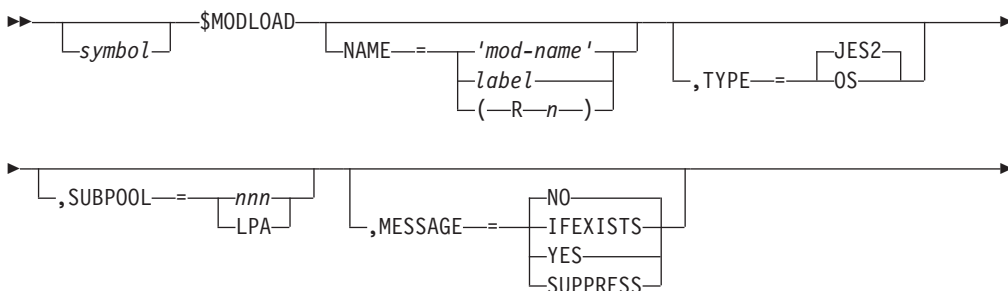 symbol $MODLOAD NAME = 'mod-name' ,TYPE = JES2
label OS
( R n )
,SUBPOOL = nnn ,MESSAGE = NO
LPA IFEXISTS
YES
SUPPRESS